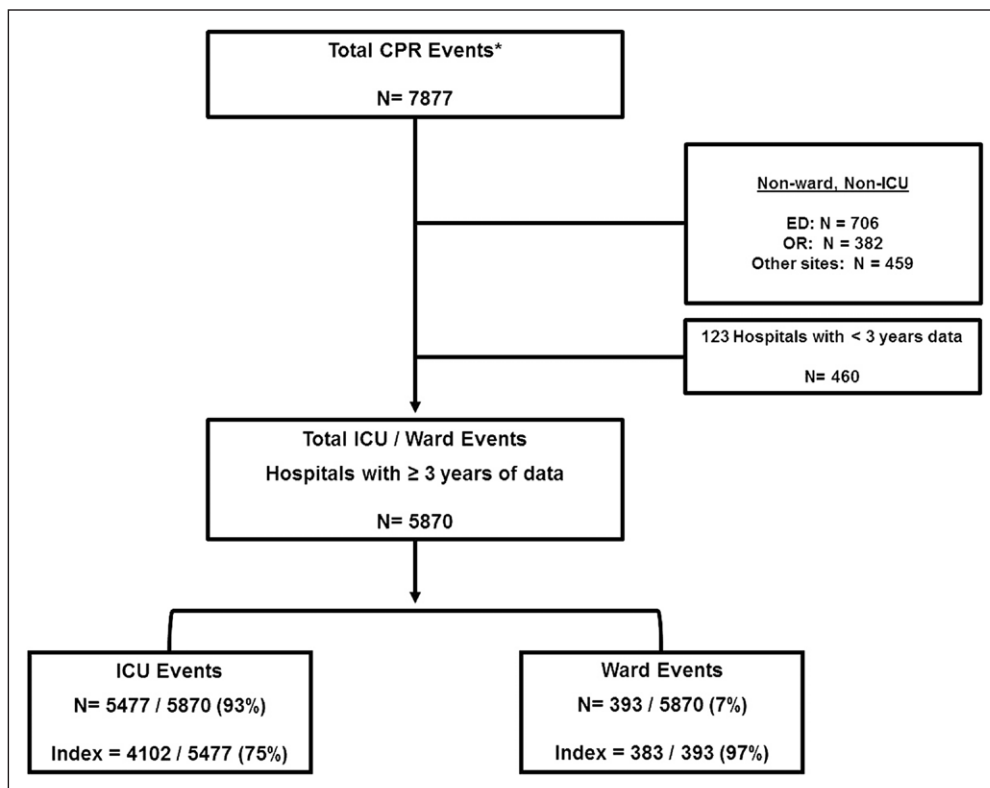 Total CPR Events*
N= 7877
Non-ward, Non-ICU
ED: N = 706
OR: N = 382
Other sites: N = 459
123 Hospitals with < 3 years data
N= 460
Total ICU / Ward Events
Hospitals with ≥ 3 years of data
N= 5870
ICU Events
N= 5477 / 5870 (93%)
Index = 4102 / 5477 (75%)
Ward Events
N= 393 / 5870 (7%)
Index = 383 / 393 (97%)